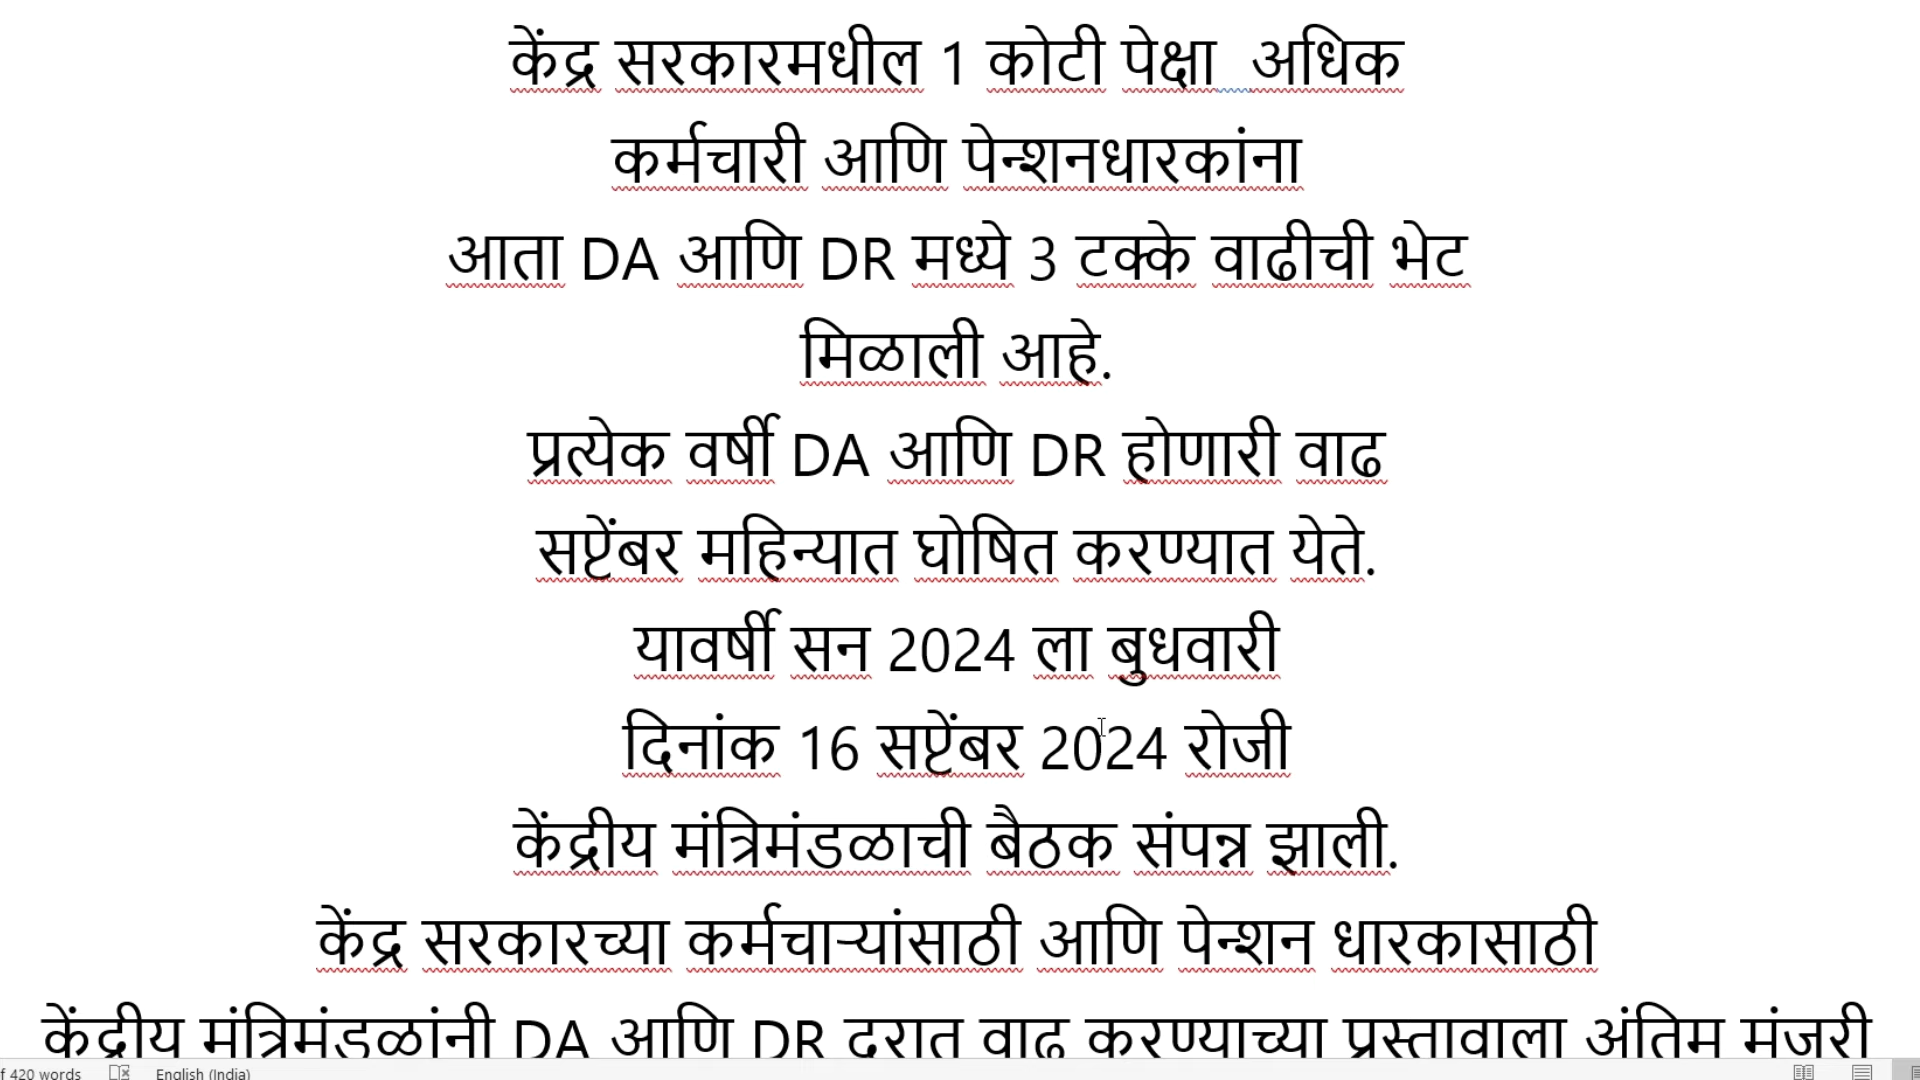 केंद्र सरकारमधील 1 कोटी पेक्षा  अधिक
कर्मचारी आणि पेन्शनधारकांना
आता DA आणि DR मध्ये 3 टक्के वाढीची भेट
मिळाली आहे.
प्रत्येक वर्षी DA आणि DR होणारी वाढ
सप्टेंबर महिन्यात घोषित करण्यात येते.
यावर्षी सन 2024 ला बुधवारी
दिनांक 16 सप्टेंबर 2024 रोजी
केंद्रीय मंत्रिमंडळाची बैठक संपन्न झाली.
केंद्र सरकारच्या कर्मचाऱ्यांसाठी आणि पेन्शन धारकासाठी
केंद्रीय मंत्रिमंडळांनी DA आणि DR दरात वाढ करण्याच्या प्रस्तावाला अंतिम मंजूरी
f 420 words English (India)